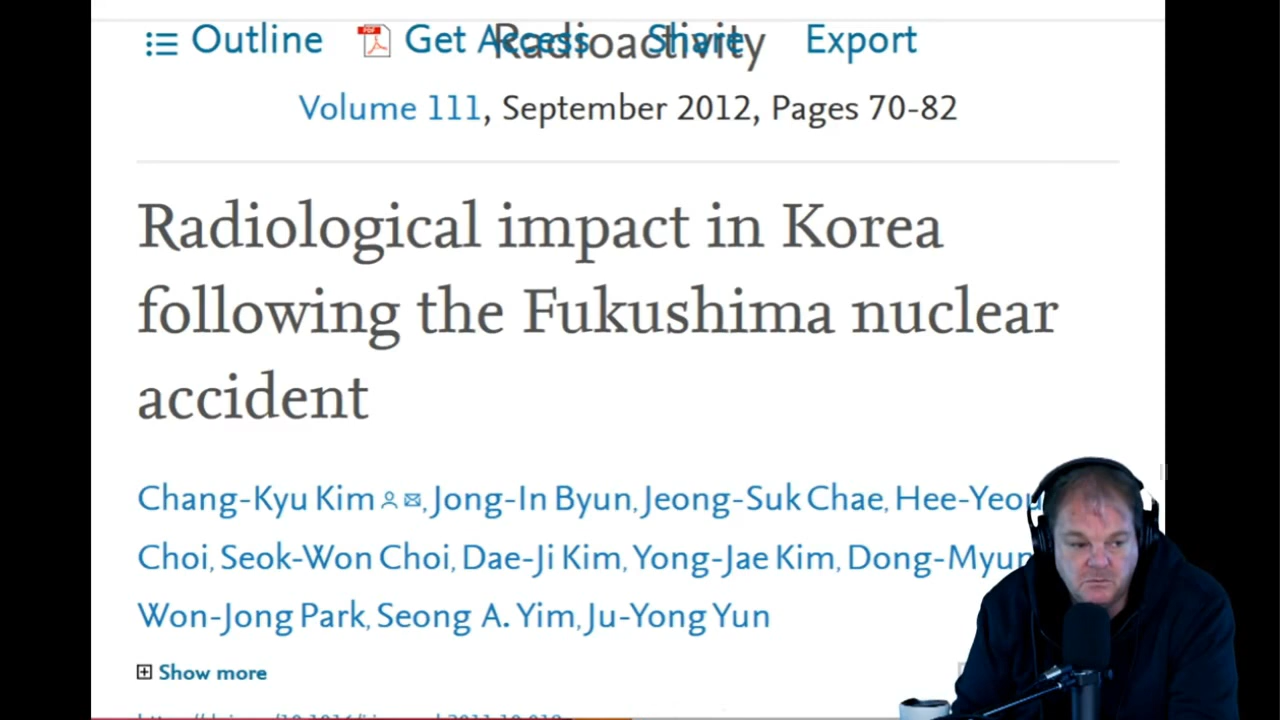 Outline Get Access Share Export
Radioactivity
Volume 111, September 2012, Pages 70-82
Radiological impact in Korea
following the Fukushima nuclear
accident
Chang-Kyu Kim, Jong-In Byun, Jeong-Suk Chae, Hee-Yeou
Choi, Seok-Won Choi, Dae-Ji Kim, Yong-Jae Kim, Dong-Myun
Won-Jong Park, Seong A. Yim, Ju-Yong Yun
Show more